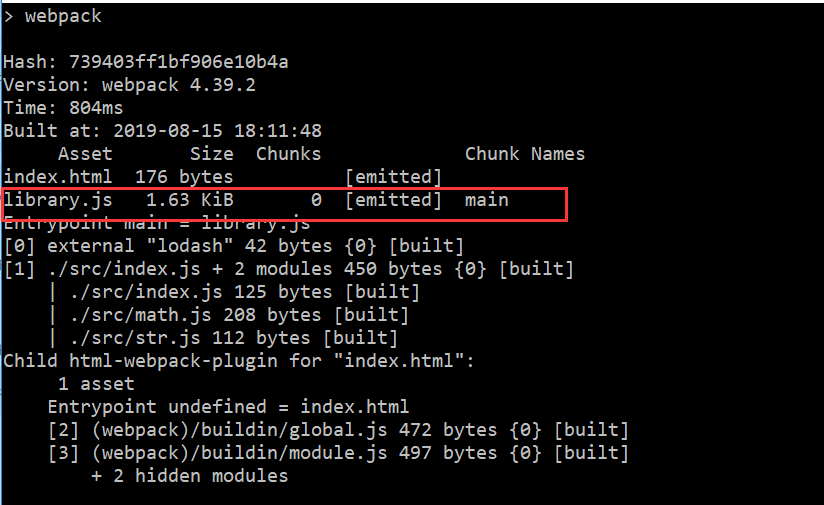 > webpack
Hash: 739403ff1bf906e10b4a
Version: webpack 4.39.2
Time: 804ms
Built at: 2019-08-15 18:11:48
     Asset       Size  Chunks             Chunk Names
index.html  176 bytes          [emitted]
library.js   1.63 KiB       0  [emitted]  main
Entrypoint main = library.js
[0] external "lodash" 42 bytes {0} [built]
[1] ./src/index.js + 2 modules 450 bytes {0} [built]
    | ./src/index.js 125 bytes [built]
    | ./src/math.js 208 bytes [built]
    | ./src/str.js 112 bytes [built]
Child html-webpack-plugin for "index.html":
     1 asset
    Entrypoint undefined = index.html
    [2] (webpack)/buildin/global.js 472 bytes {0} [built]
    [3] (webpack)/buildin/module.js 497 bytes {0} [built]
        + 2 hidden modules